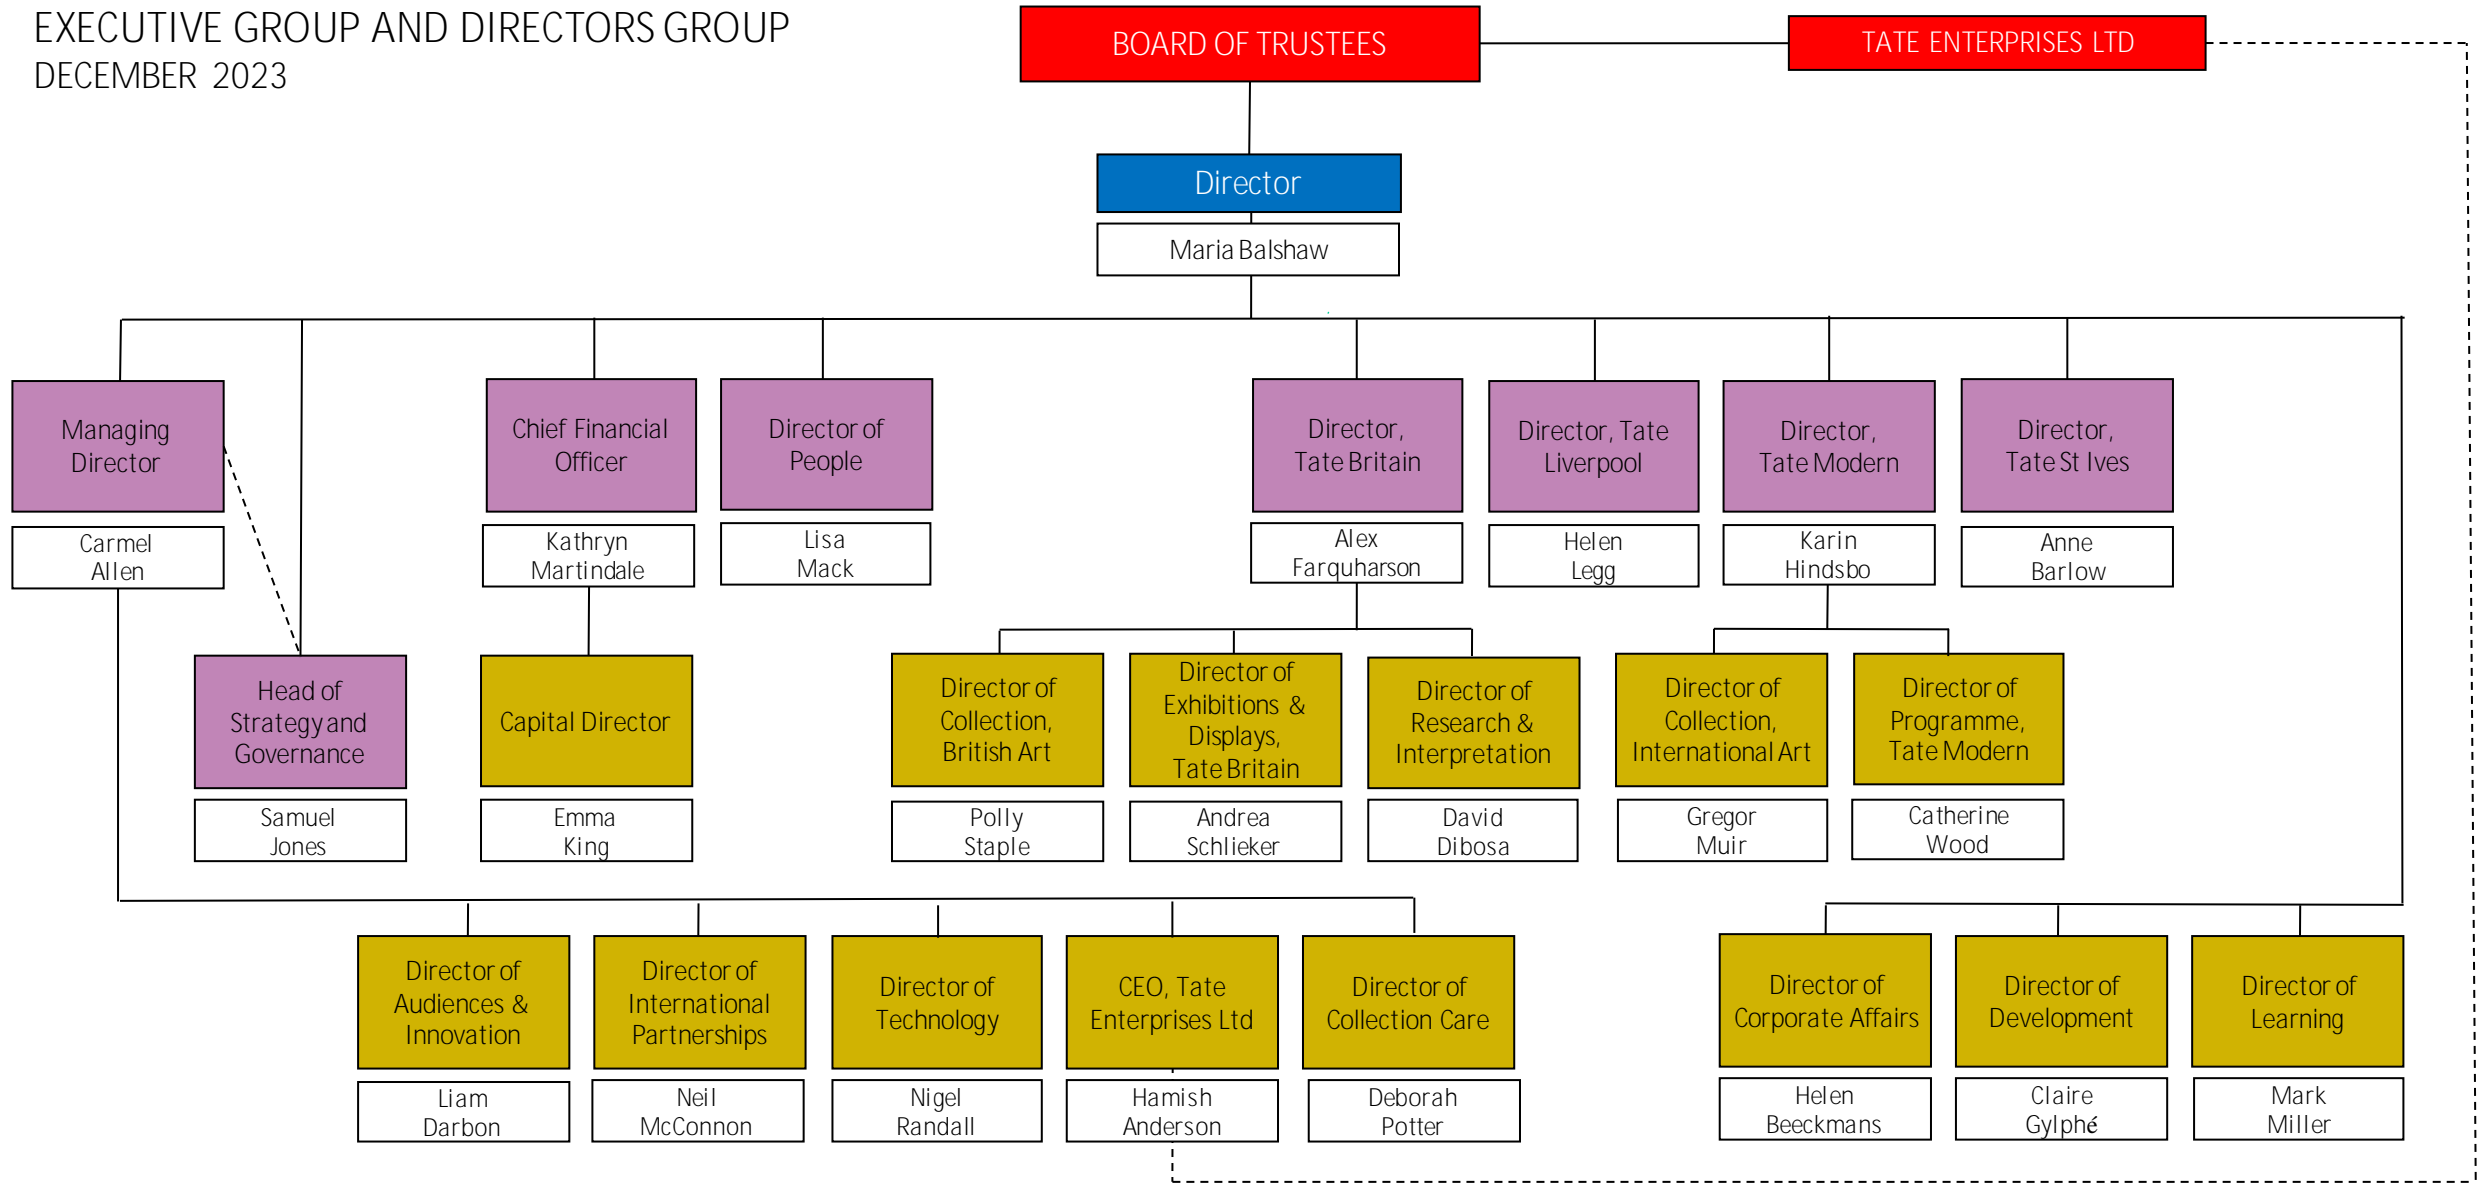 EXECUTIVE GROUP AND DIRECTORS GROUP
DECEMBER 2023
BOARD OF TRUSTEES
TATE ENTERPRISES LTD
Director
Maria Balshaw
Managing
Director
Carmel
Allen
Chief Financial
Officer
Kathryn
Martindale
Director of
People
Lisa
Mack
Director,
Tate Britain
Alex
Farquharson
Director, Tate
Liverpool
Helen
Legg
Director,
Tate Modern
Karin
Hindsbo
Director,
Tate St Ives
Anne
Barlow
Head of
Strategy and
Governance
Samuel
Jones
Capital Director
Emma
King
Director of
Collection,
British Art
Polly
Staple
Director of
Exhibitions &
Displays,
Tate Britain
Andrea
Schlieker
Director of
Research &
Interpretation
David
Dibosa
Director of
Collection,
International Art
Gregor
Muir
Director of
Programme,
Tate Modern
Catherine
Wood
Director of
Audiences &
Innovation
Liam
Darbon
Director of
International
Partnerships
Neil
McConnon
Director of
Technology
Nigel
Randall
CEO, Tate
Enterprises Ltd
Hamish
Anderson
Director of
Collection Care
Deborah
Potter
Director of
Corporate Affairs
Helen
Beeckmans
Director of
Development
Claire
Gylphé
Director of
Learning
Mark
Miller